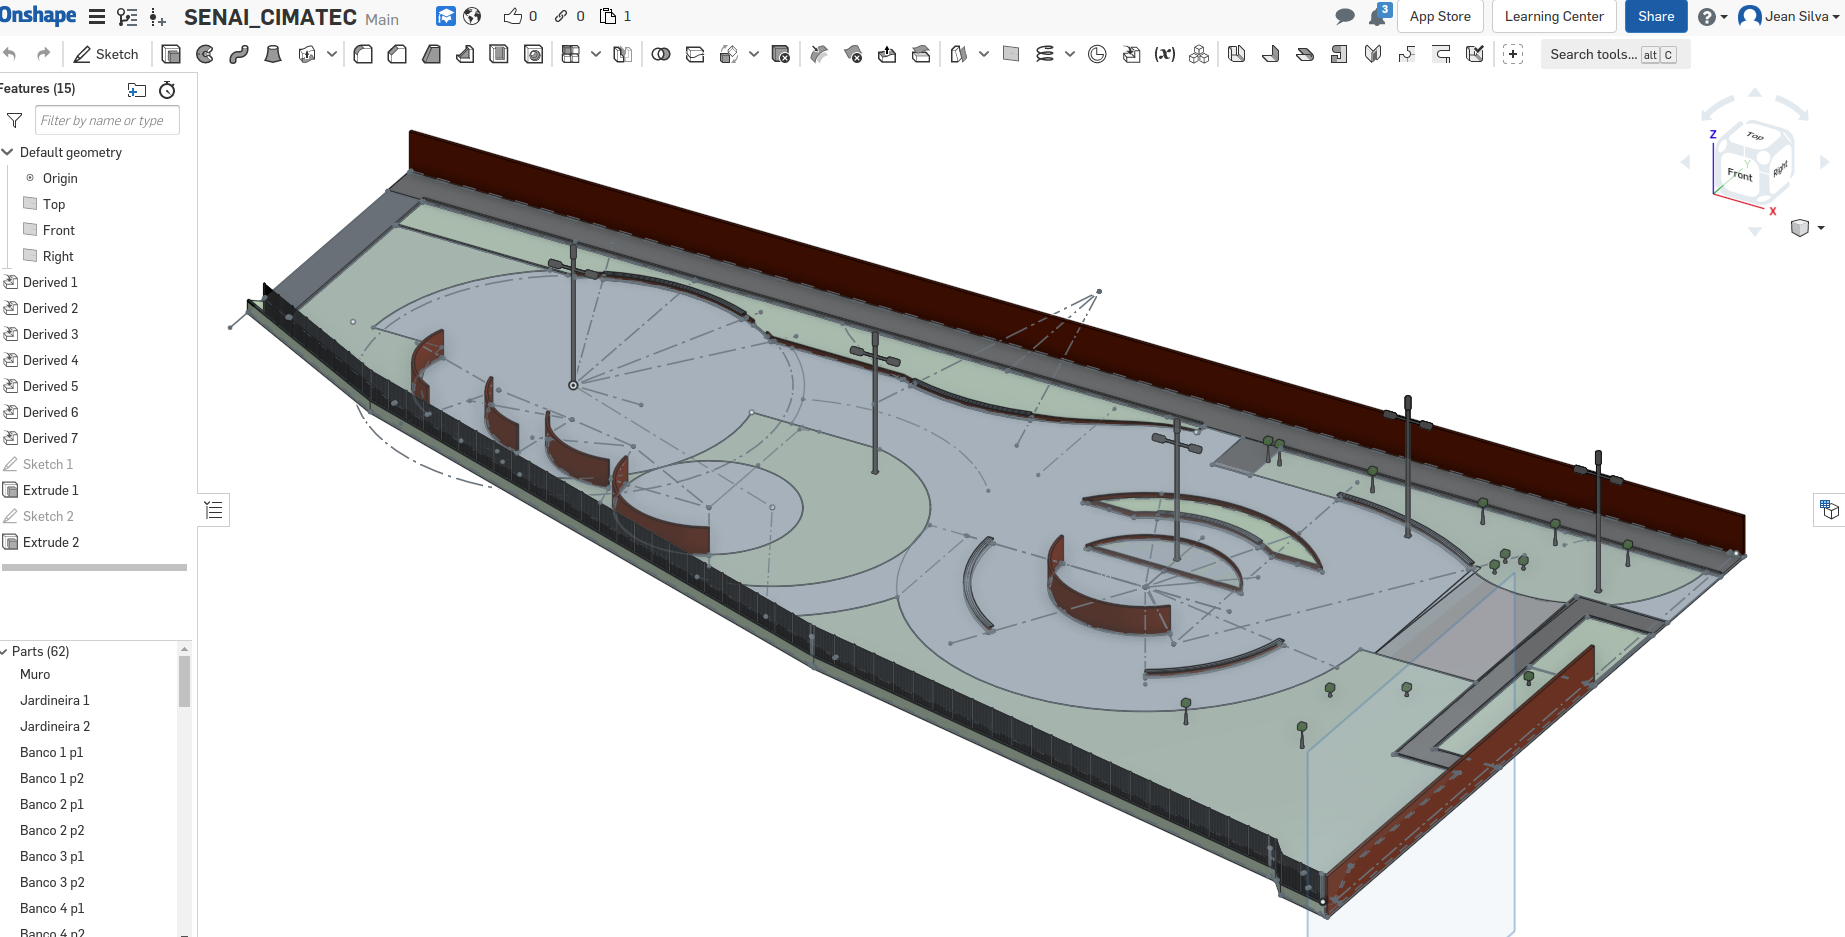 Onshape
SENAI_CIMATEC Main
0
0
1
3
App Store
Learning Center
Share
Jean Silva
Sketch
(x)
Search tools... alt C
Features (15)
Filter by name or type
Default geometry
Origin
Top
Front
Right
Derived 1
Derived 2
Derived 3
Derived 4
Derived 5
Derived 6
Derived 7
Sketch 1
Extrude 1
Sketch 2
Extrude 2
Parts (62)
Muro
Jardineira 1
Jardineira 2
Banco 1 p1
Banco 1 p2
Banco 2 p1
Banco 2 p2
Banco 3 p1
Banco 3 p2
Banco 4 p1
Banco 4 p2
Z
Top
Y
Front
Right
X